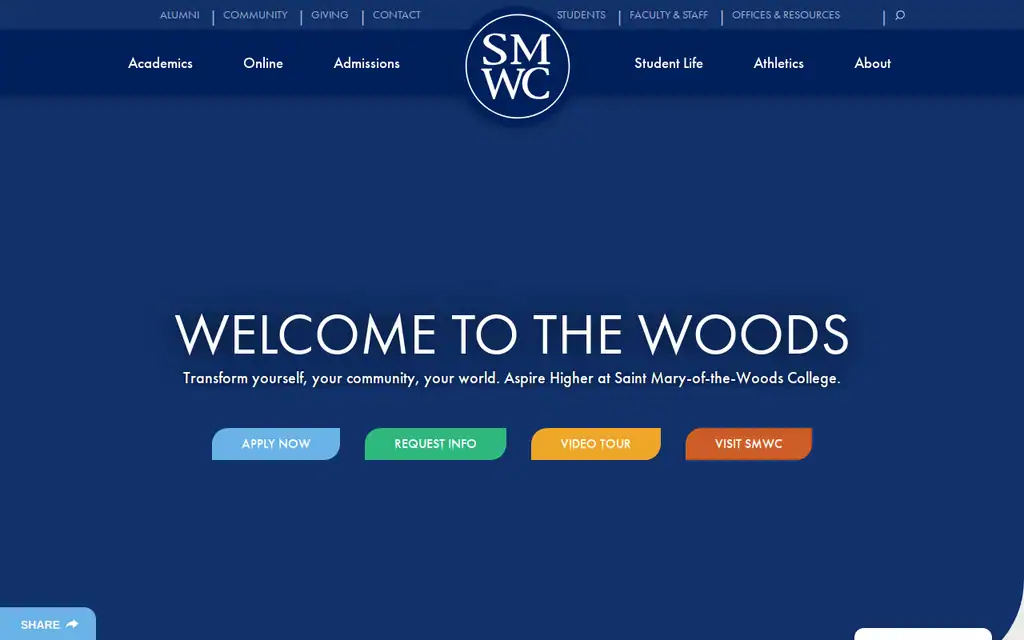 ALUMNI | COMMUNITY | GIVING | CONTACT
STUDENTS | FACULTY & STAFF | OFFICES & RESOURCES |
Academics Online Admissions
SM
WC
Student Life Athletics About
WELCOME TO THE WOODS
Transform yourself, your community, your world. Aspire Higher at Saint Mary-of-the-Woods College.
APPLY NOW REQUEST INFO VIDEO TOUR VISIT SMWC
SHARE